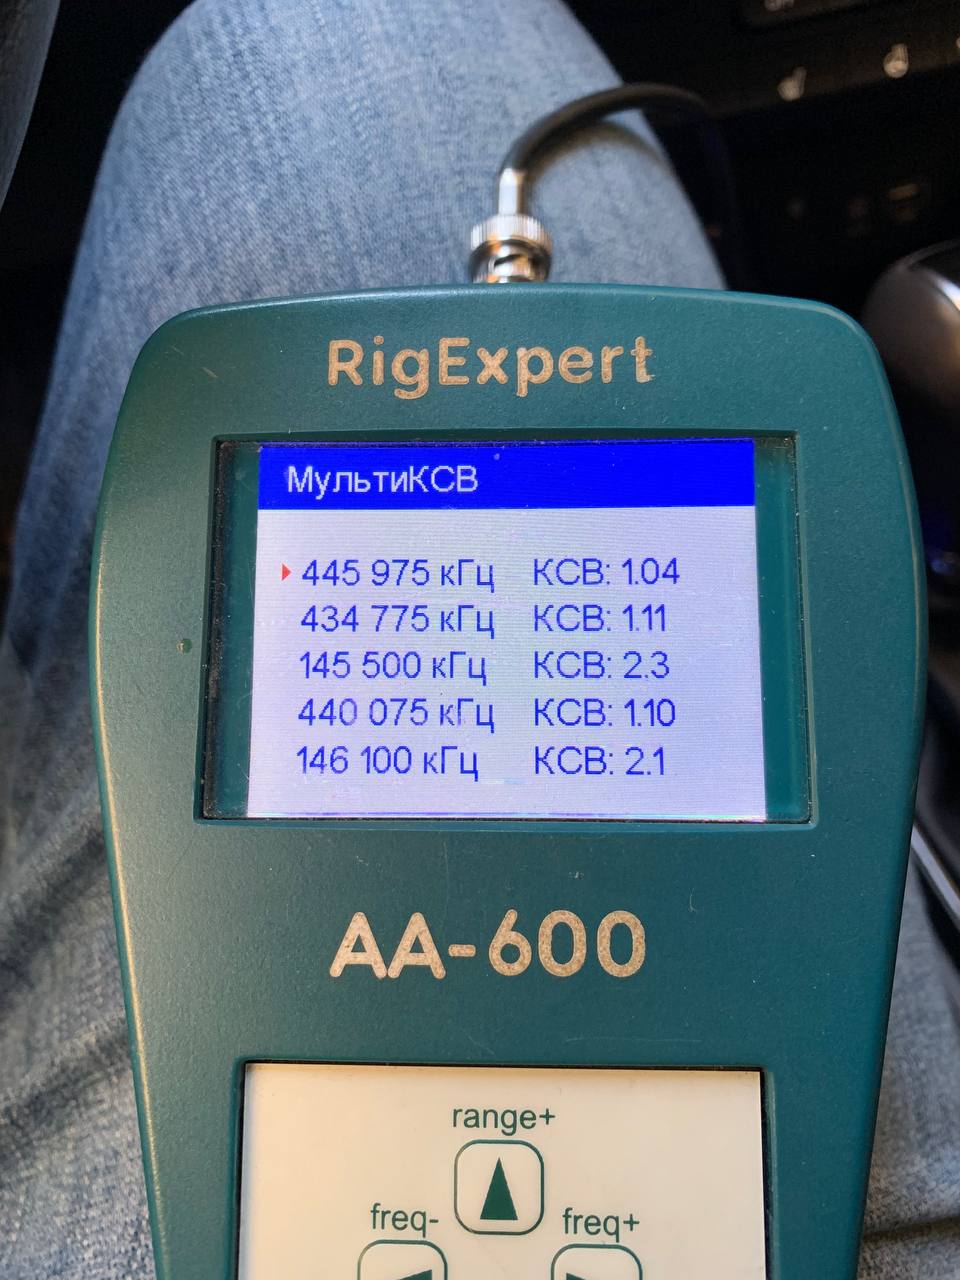 RigExpert
МультиКСВ
445 975 кГц КСВ: 1.04
434 775 кГц КСВ: 1.11
145 500 кГц КСВ: 2.3
440 075 кГц КСВ: 1.10
146 100 кГц КСВ: 2.1
AA-600
range+
freq- freq+